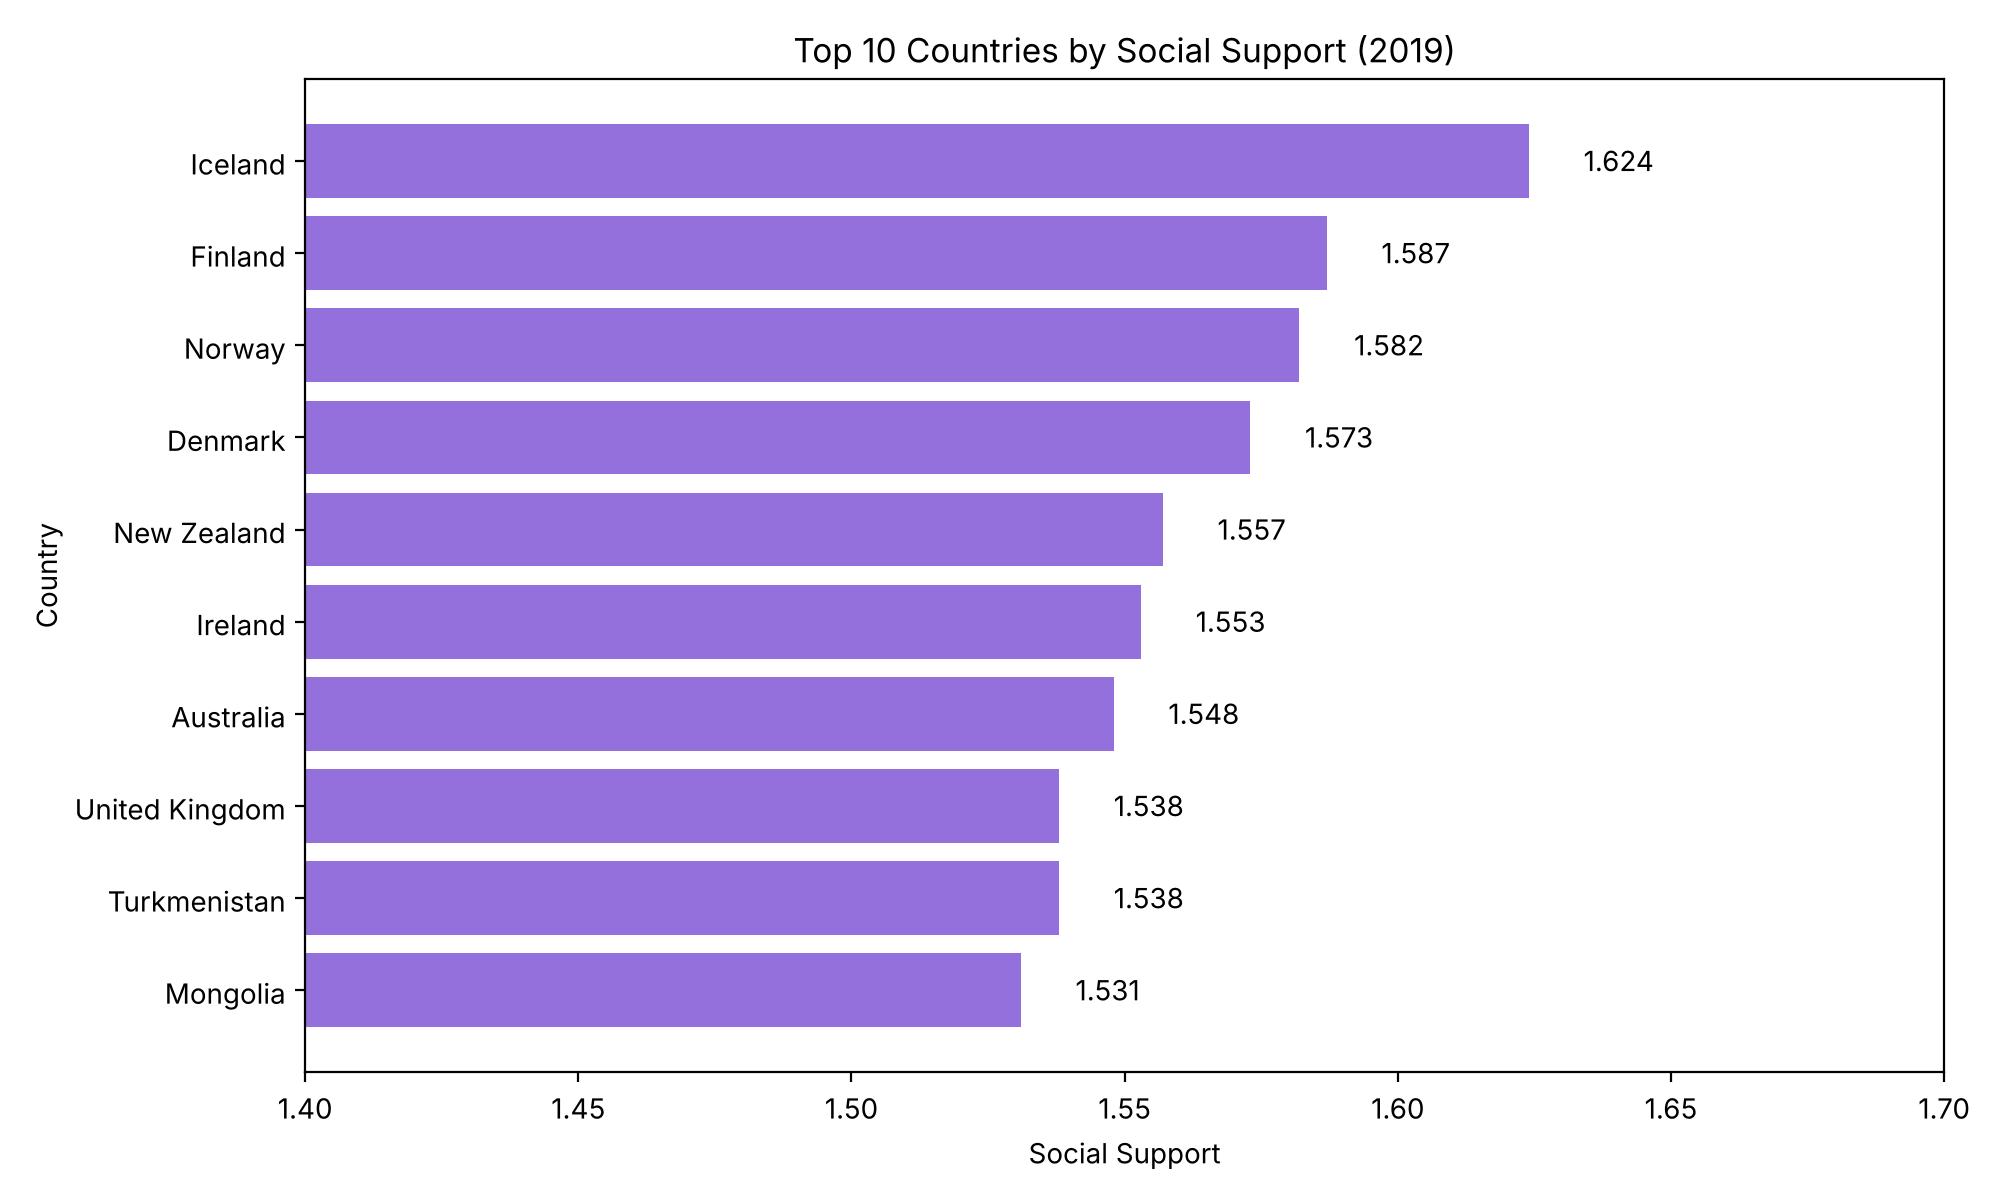 Top 10 Countries by Social Support (2019)
Country
Iceland 1.624
Finland 1.587
Norway 1.582
Denmark 1.573
New Zealand 1.557
Ireland 1.553
Australia 1.548
United Kingdom 1.538
Turkmenistan 1.538
Mongolia 1.531
1.40 1.45 1.50 1.55 1.60 1.65 1.70
Social Support